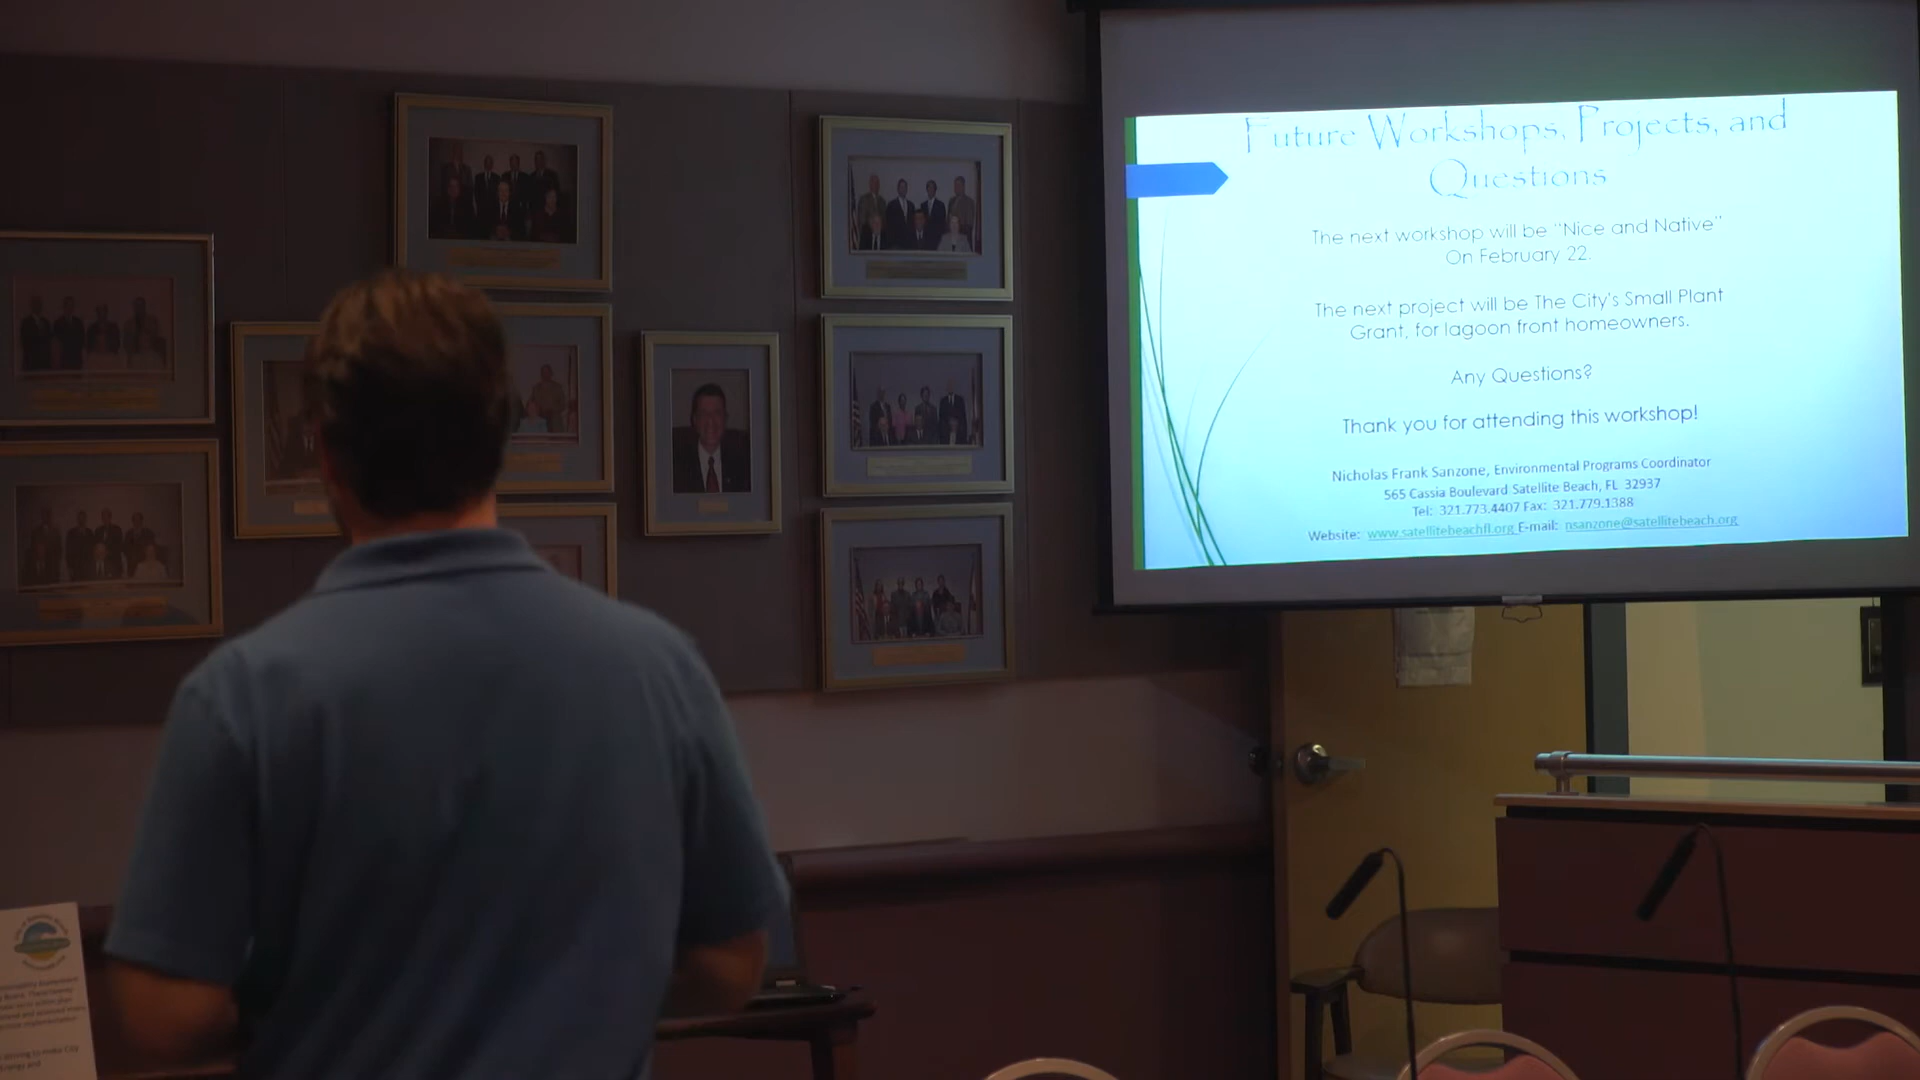 Future Workshops, Projects, and
Questions
The next workshop will be "Nice and Native"
On February 22.
The next project will be The City's Small Plant
Grant, for lagoon front homeowners.
Any Questions?
Thank you for attending this workshop!
Nicholas Frank Sanzone, Environmental Programs Coordinator
565 Cassia Boulevard Satellite Beach, FL 32937
Tel: 321.773.4407 Fax: 321.779.1388
Website: www.satellitebeachfl.org E-mail: nsanzone@satellitebeach.org